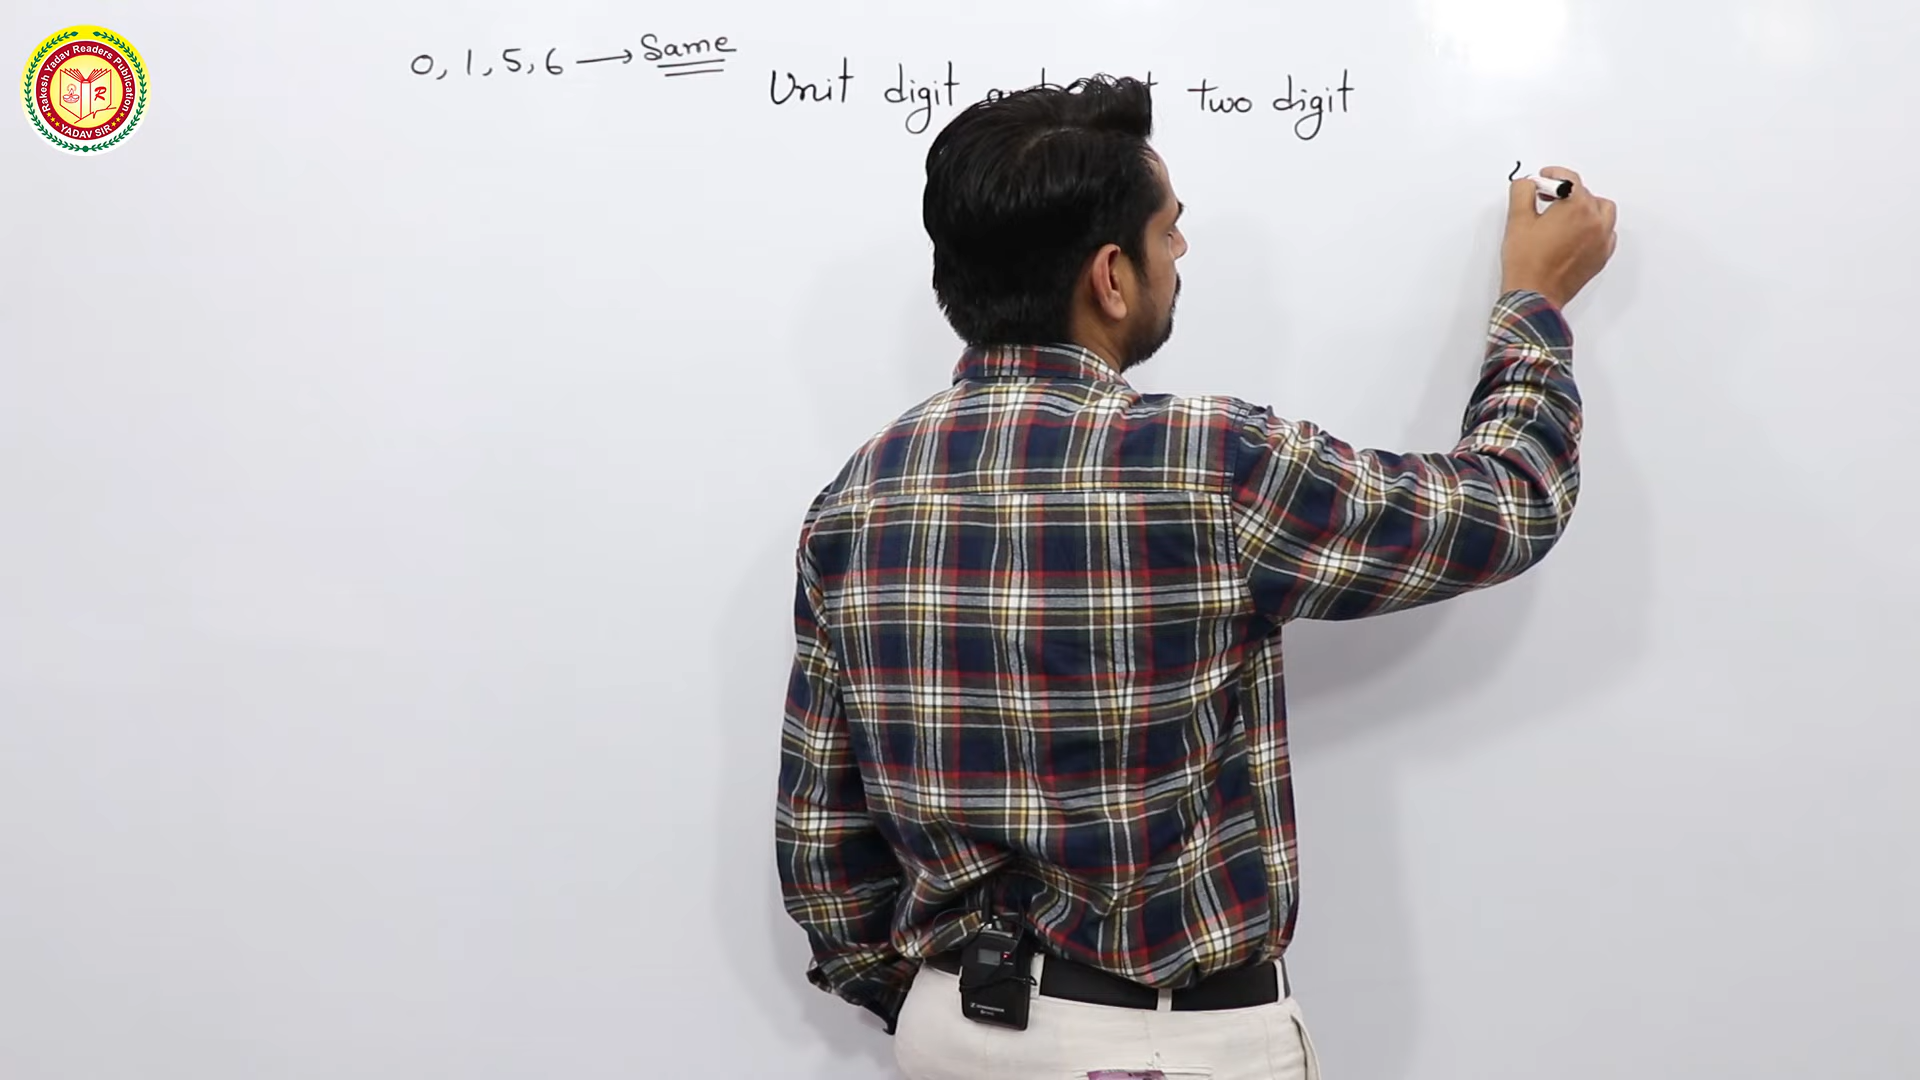 0, 1, 5, 6 → Same
Unit digit two digit
Rakesh Yadav Readers Publication
YADAV SIR
R